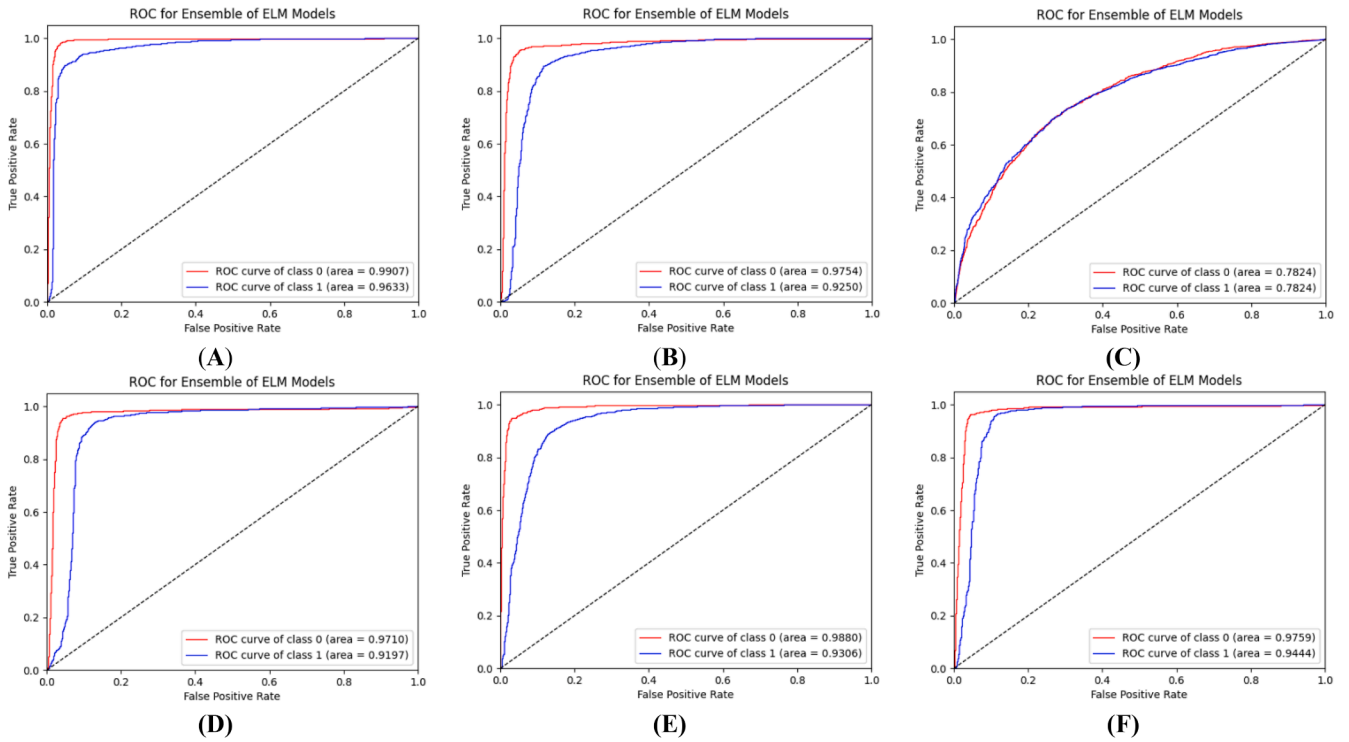 ROC for Ensemble of ELM Models
1.0
0.8
0.6
0.4
0.2
0.0
True Positive Rate
ROC curve of class 0 (area = 0.9907)
ROC curve of class 1 (area = 0.9633)
0.0 0.2 0.4 0.6 0.8 1.0
False Positive Rate
(A)
ROC for Ensemble of ELM Models
1.0
0.8
0.6
0.4
0.2
0.0
True Positive Rate
ROC curve of class 0 (area = 0.9754)
ROC curve of class 1 (area = 0.9250)
0.0 0.2 0.4 0.6 0.8 1.0
False Positive Rate
(B)
ROC for Ensemble of ELM Models
1.0
0.8
0.6
0.4
0.2
0.0
True Positive Rate
ROC curve of class 0 (area = 0.7824)
ROC curve of class 1 (area = 0.7824)
0.0 0.2 0.4 0.6 0.8 1.0
False Positive Rate
(C)
ROC for Ensemble of ELM Models
1.0
0.8
0.6
0.4
0.2
0.0
True Positive Rate
ROC curve of class 0 (area = 0.9710)
ROC curve of class 1 (area = 0.9197)
0.0 0.2 0.4 0.6 0.8 1.0
False Positive Rate
(D)
ROC for Ensemble of ELM Models
1.0
0.8
0.6
0.4
0.2
0.0
True Positive Rate
ROC curve of class 0 (area = 0.9880)
ROC curve of class 1 (area = 0.9306)
0.0 0.2 0.4 0.6 0.8 1.0
False Positive Rate
(E)
ROC for Ensemble of ELM Models
1.0
0.8
0.6
0.4
0.2
0.0
True Positive Rate
ROC curve of class 0 (area = 0.9759)
ROC curve of class 1 (area = 0.9444)
0.0 0.2 0.4 0.6 0.8 1.0
False Positive Rate
(F)